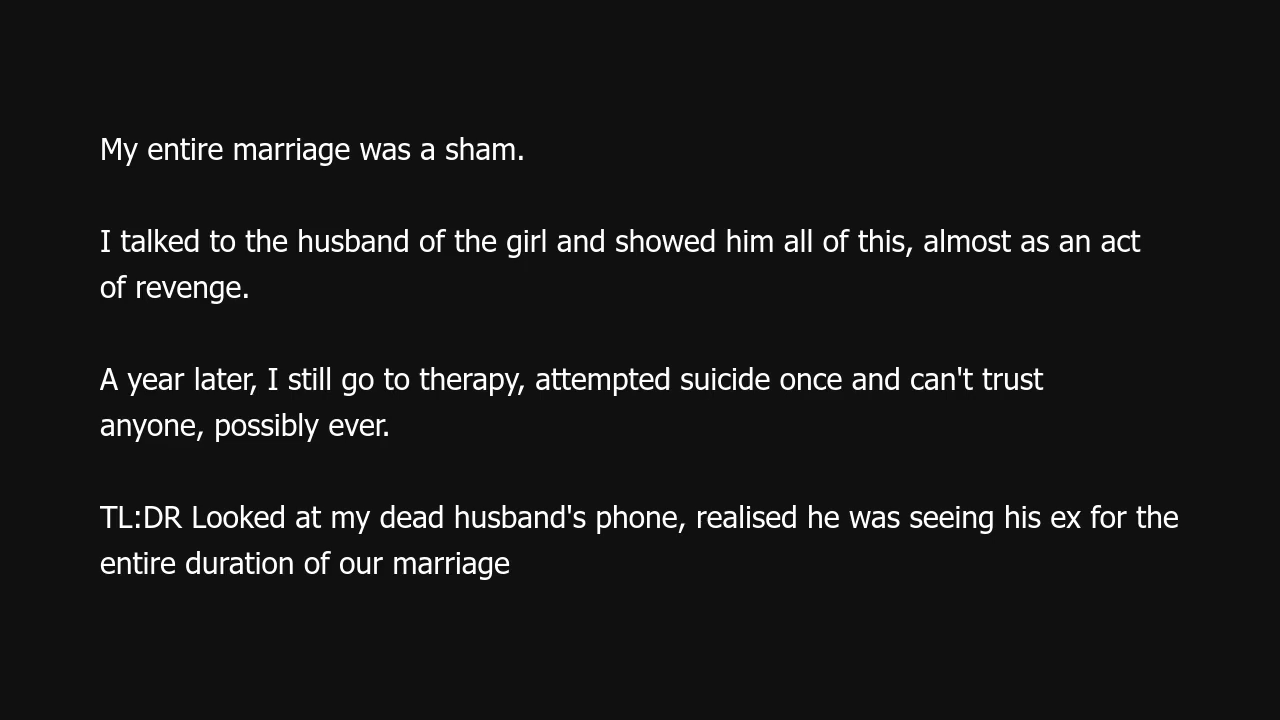 My entire marriage was a sham.
I talked to the husband of the girl and showed him all of this, almost as an act
of revenge.
A year later, I still go to therapy, attempted suicide once and can't trust
anyone, possibly ever.
TL:DR Looked at my dead husband's phone, realised he was seeing his ex for the
entire duration of our marriage